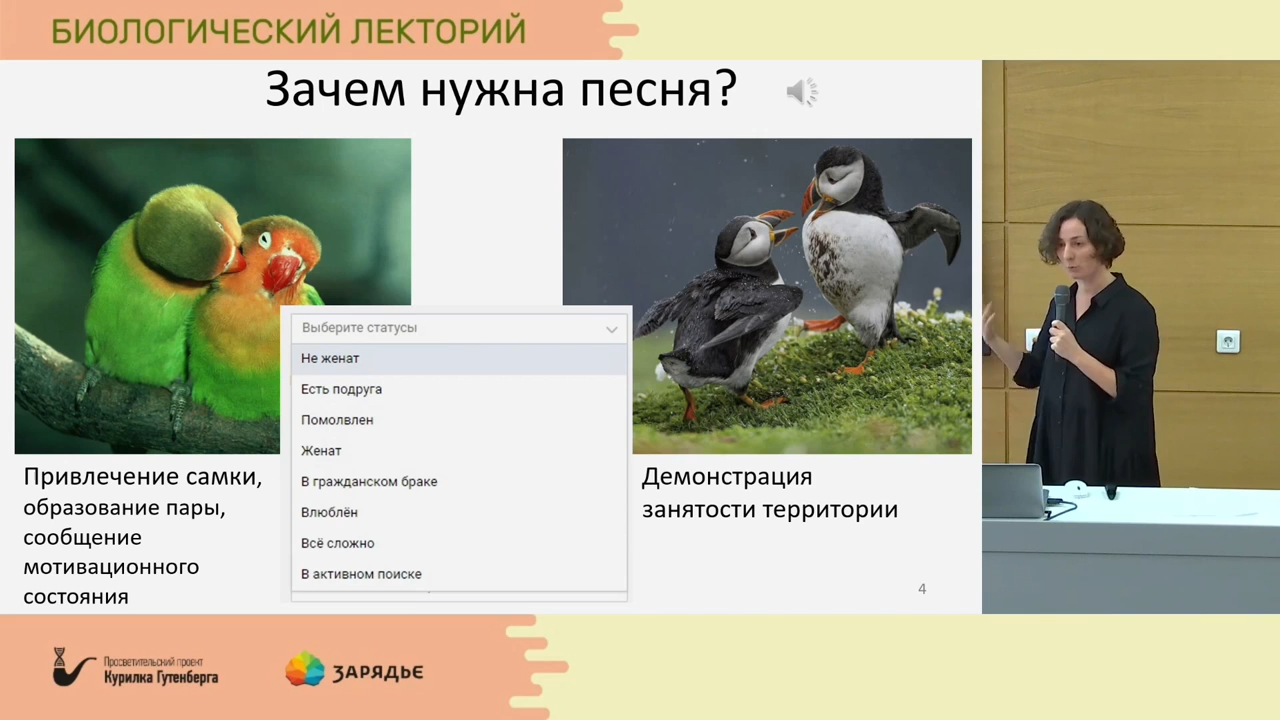 БИОЛОГИЧЕСКИЙ ЛЕКТОРИЙ
Зачем нужна песня?
Выберите статусы
Не женат
Есть подруга
Помолвлен
Женат
В гражданском браке
Влюблён
Всё сложно
В активном поиске
Привлечение самки,
образование пары,
сообщение
мотивационного
состояния
Демонстрация
занятости территории
4
Просветительский проект
Курилка Гутенберга
ЗАРЯДЬЕ